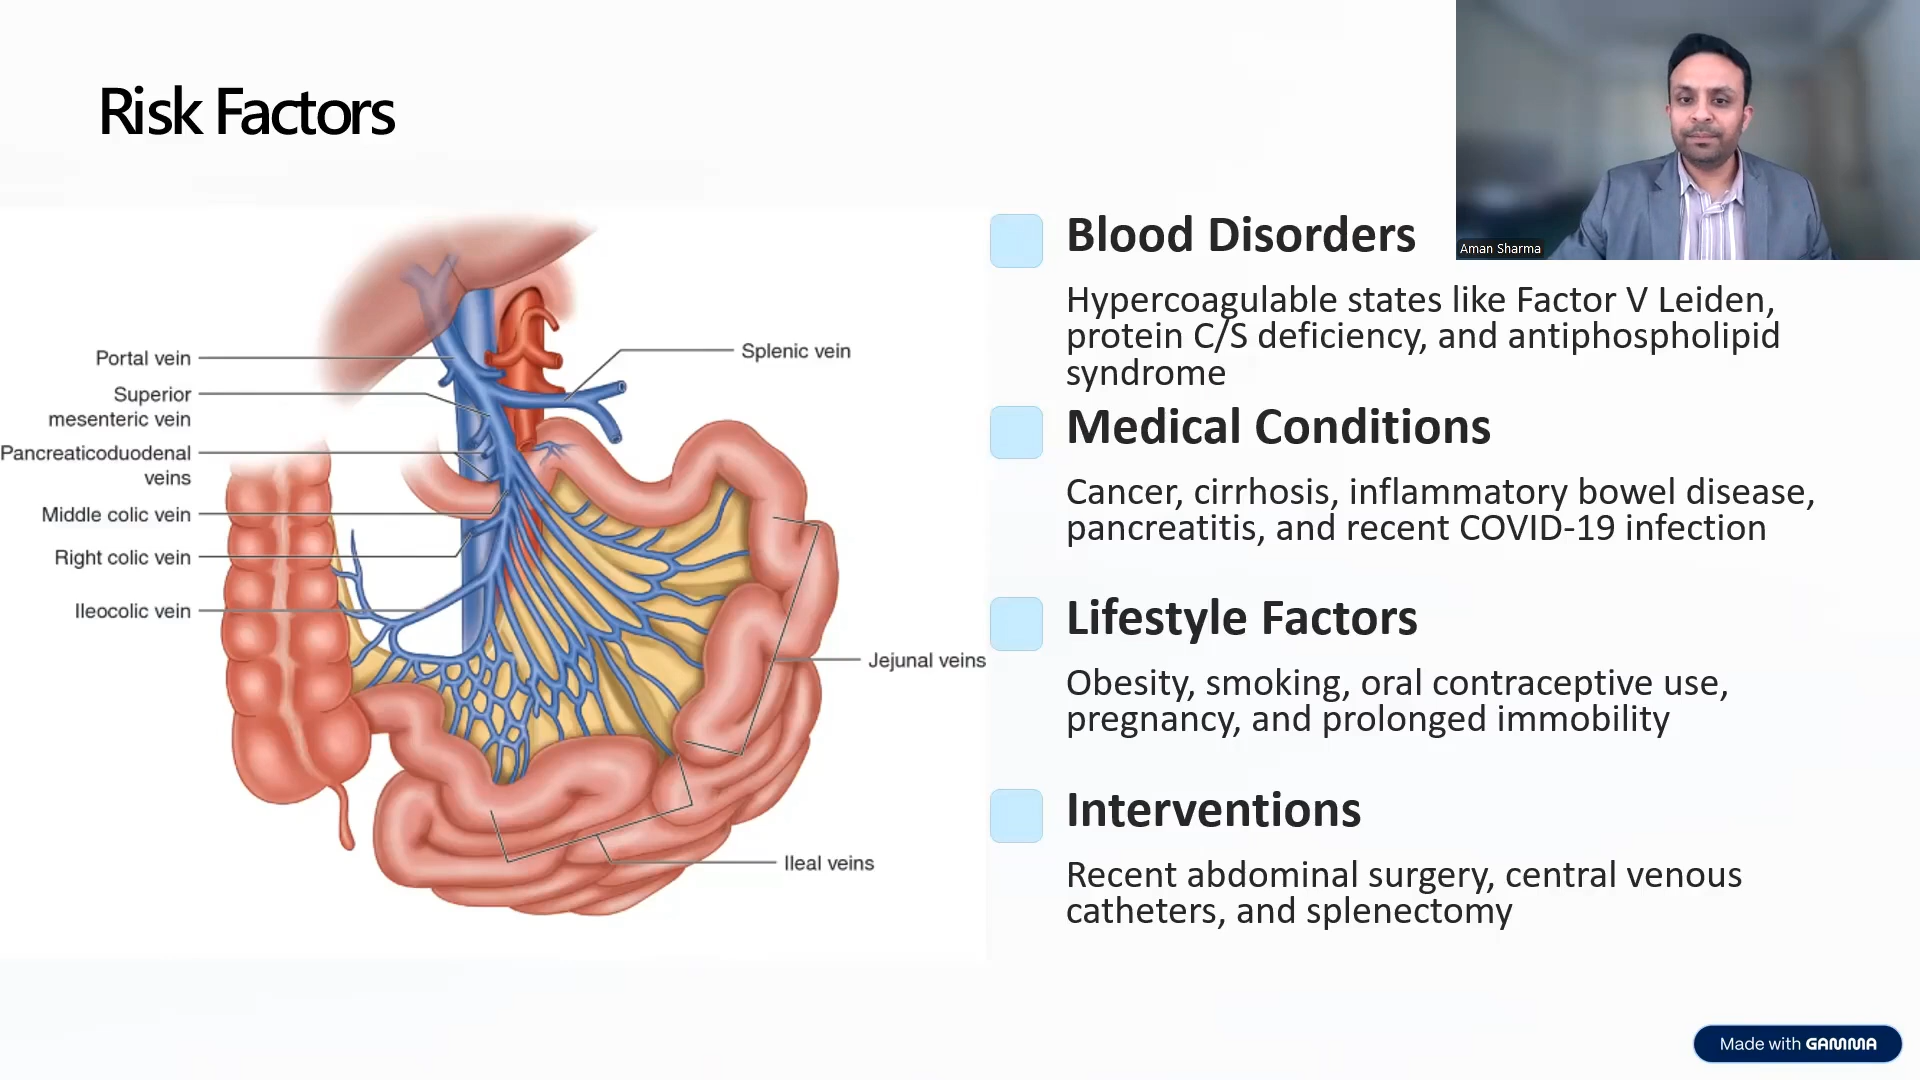 Risk Factors
Portal vein
Superior
mesenteric vein
Pancreaticoduodenal
veins
Middle colic vein
Right colic vein
Ileocolic vein
Splenic vein
Jejunal veins
Ileal veins
Blood Disorders
Hypercoagulable states like Factor V Leiden,
protein C/S deficiency, and antiphospholipid
syndrome
Medical Conditions
Cancer, cirrhosis, inflammatory bowel disease,
pancreatitis, and recent COVID-19 infection
Lifestyle Factors
Obesity, smoking, oral contraceptive use,
pregnancy, and prolonged immobility
Interventions
Recent abdominal surgery, central venous
catheters, and splenectomy
Aman Sharma
Made with GAMMA